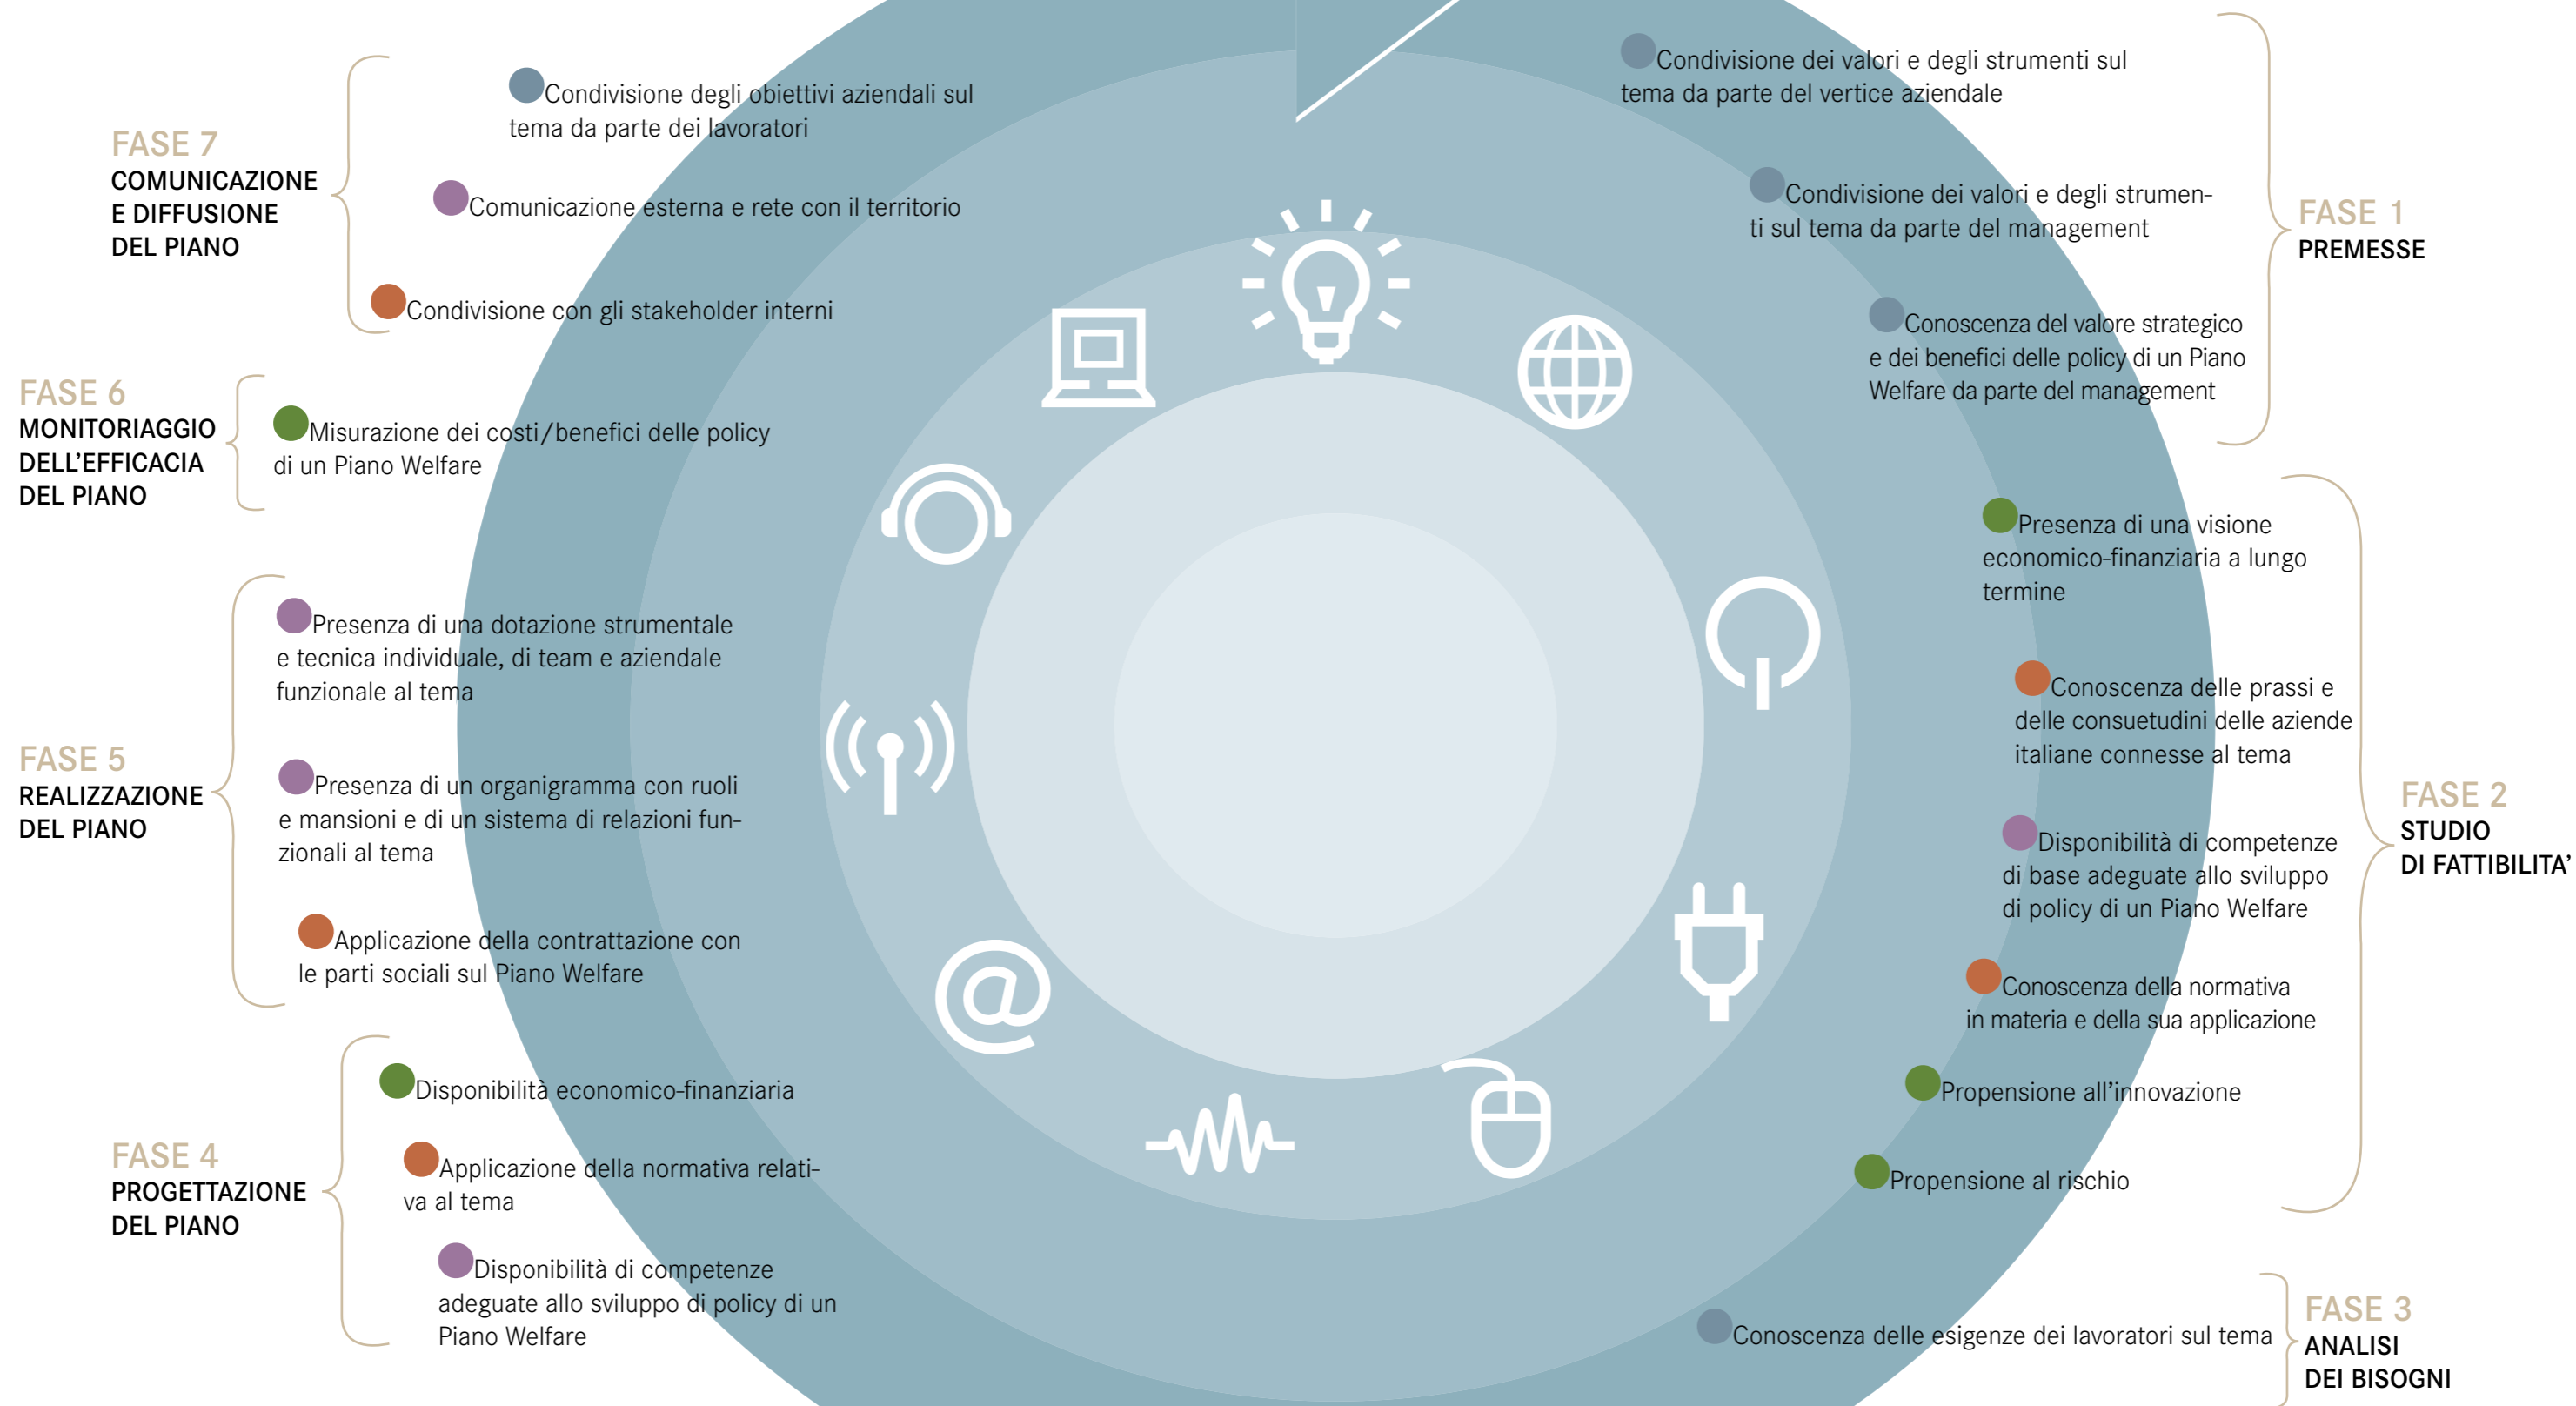 FASE 1
PREMESSE
Condivisione dei valori e degli strumenti sul
tema da parte del vertice aziendale
Condivisione dei valori e degli strumen-
ti sul tema da parte del management
Conoscenza del valore strategico
e dei benefici delle policy di un Piano
Welfare da parte del management
FASE 2
STUDIO
DI FATTIBILITA'
Presenza di una visione
economico-finanziaria a lungo
termine
Conoscenza delle prassi e
delle consuetudini delle aziende
italiane connesse al tema
Disponibilità di competenze
di base adeguate allo sviluppo
di policy di un Piano Welfare
Conoscenza della normativa
in materia e della sua applicazione
Propensione all'innovazione
Propensione al rischio
FASE 3
ANALISI
DEI BISOGNI
Conoscenza delle esigenze dei lavoratori sul tema
FASE 4
PROGETTAZIONE
DEL PIANO
Disponibilità economico-finanziaria
Applicazione della normativa relati-
va al tema
Disponibilità di competenze
adeguate allo sviluppo di policy di un
Piano Welfare
FASE 5
REALIZZAZIONE
DEL PIANO
Presenza di una dotazione strumentale
e tecnica individuale, di team e aziendale
funzionale al tema
Presenza di un organigramma con ruoli
e mansioni e di un sistema di relazioni fun-
zionali al tema
Applicazione della contrattazione con
le parti sociali sul Piano Welfare
FASE 6
MONITORIAGGIO
DELL'EFFICACIA
DEL PIANO
Misurazione dei costi/benefici delle policy
di un Piano Welfare
FASE 7
COMUNICAZIONE
E DIFFUSIONE
DEL PIANO
Condivisione degli obiettivi aziendali sul
tema da parte dei lavoratori
Comunicazione esterna e rete con il territorio
Condivisione con gli stakeholder interni
@